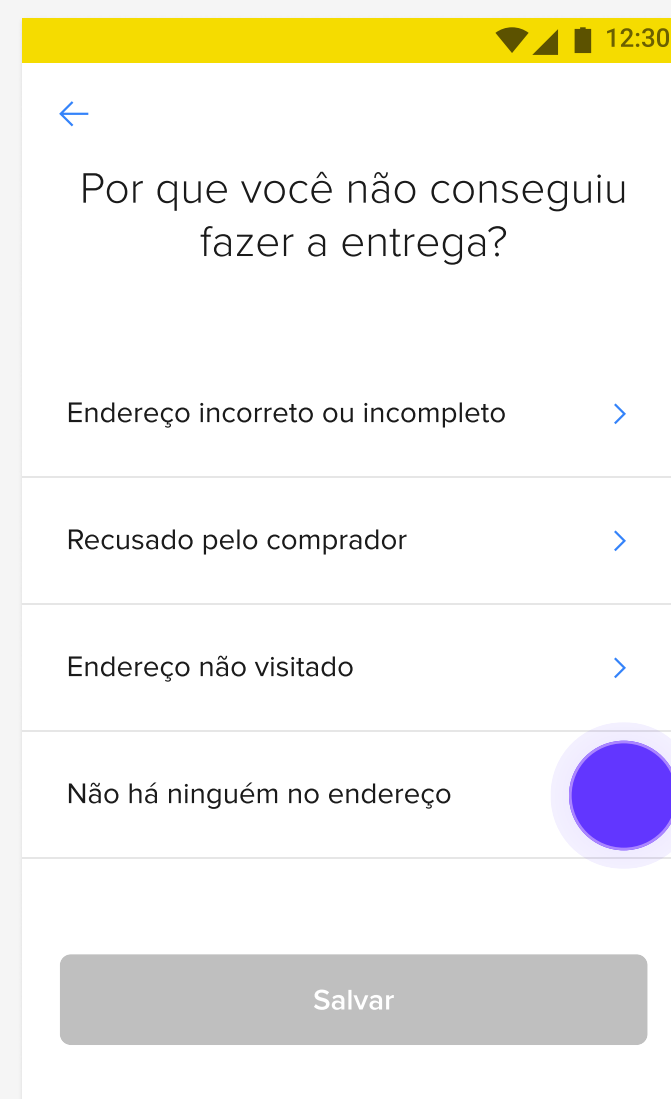 12:30
Por que você não conseguiu
fazer a entrega?
Endereço incorreto ou incompleto
Recusado pelo comprador
Endereço não visitado
Não há ninguém no endereço
Salvar